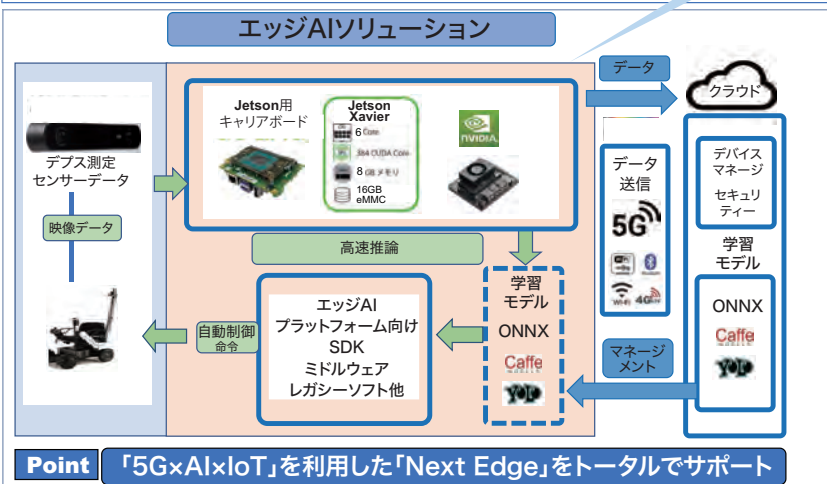 エッジAIソリューション
デプス測定
センサーデータ
映像データ
Jetson用
キャリアボード
Jetson
Xavier
6 Core
384 CUDA Core
8 GB メモリ
16GB
eMMC
NVIDIA.
高速推論
学習
モデル
ONNX
Caffe
YOLO
エッジAI
プラットフォーム向け
SDK
ミドルウェア
レガシーソフト他
自動制御
命令
データ
データ
送信
5G
Wi-Fi
4G
クラウド
デバイス
マネージ
セキュリ
ティー
学習
モデル
ONNX
Caffe
YOLO
マネージ
メント
Point 「5G×AI×IoT」を利用した「Next Edge」をトータルでサポート